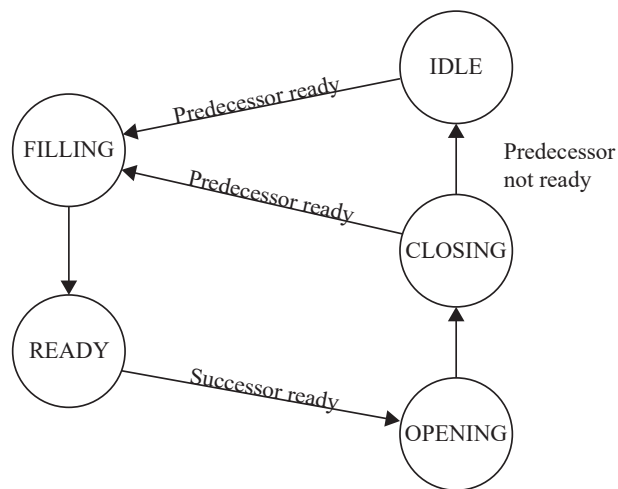 IDLE
Predecessor ready
FILLING
Predecessor
not ready
Predecessor ready
CLOSING
READY
Successor ready
OPENING